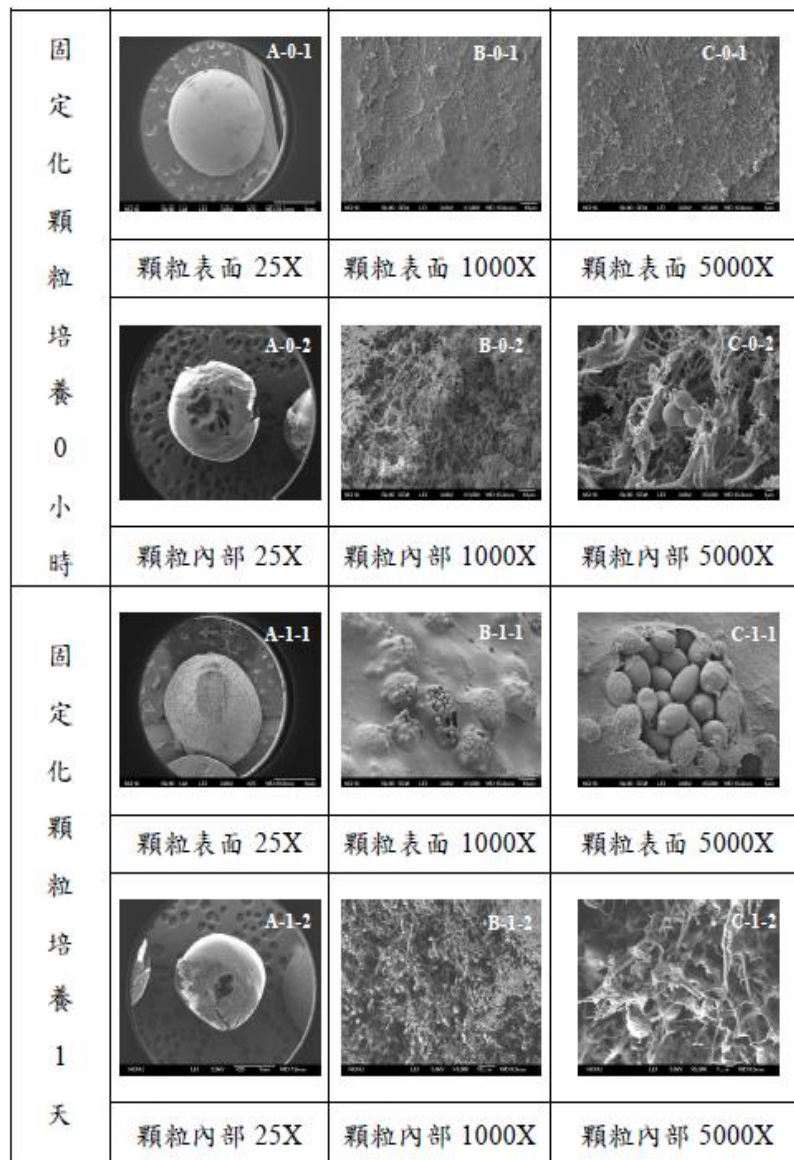 固定化顆粒培養0小時
A-0-1
B-0-1
C-0-1
顆粒表面 25X
顆粒表面 1000X
顆粒表面 5000X
A-0-2
B-0-2
C-0-2
顆粒內部 25X
顆粒內部 1000X
顆粒內部 5000X
固定化顆粒培養1天
A-1-1
B-1-1
C-1-1
顆粒表面 25X
顆粒表面 1000X
顆粒表面 5000X
A-1-2
B-1-2
C-1-2
顆粒內部 25X
顆粒內部 1000X
顆粒內部 5000X